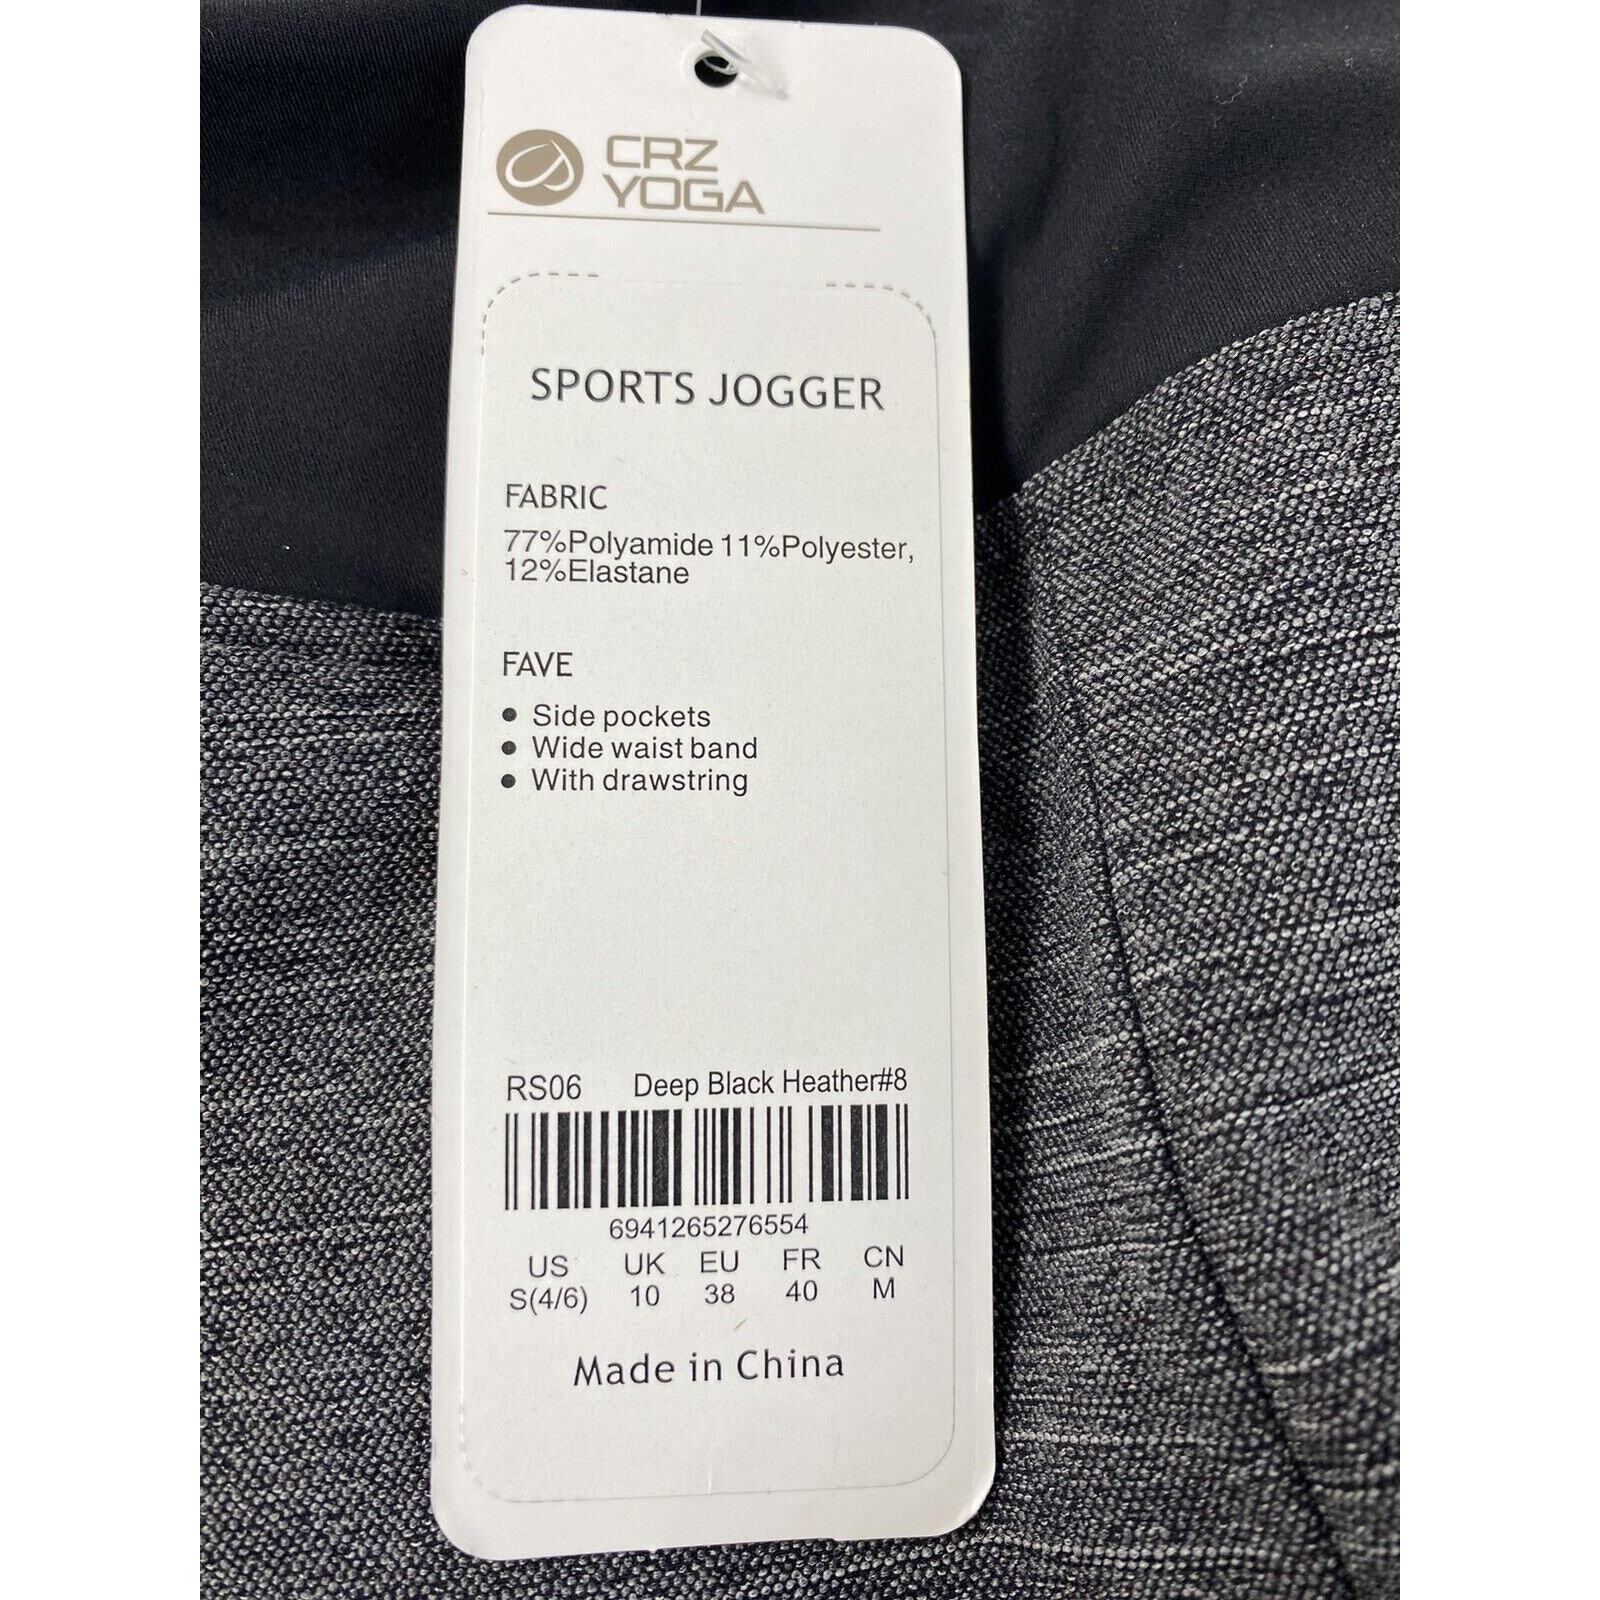 CRZ
YOGA
SPORTS JOGGER
FABRIC
77%Polyamide 11%Polyester,
12%Elastane
FAVE
• Side pockets
• Wide waist band
• With drawstring
RS06 Deep Black Heather#8
6941265276554
US UK EU FR CN
S(4/6) 10 38 40 M
Made in China